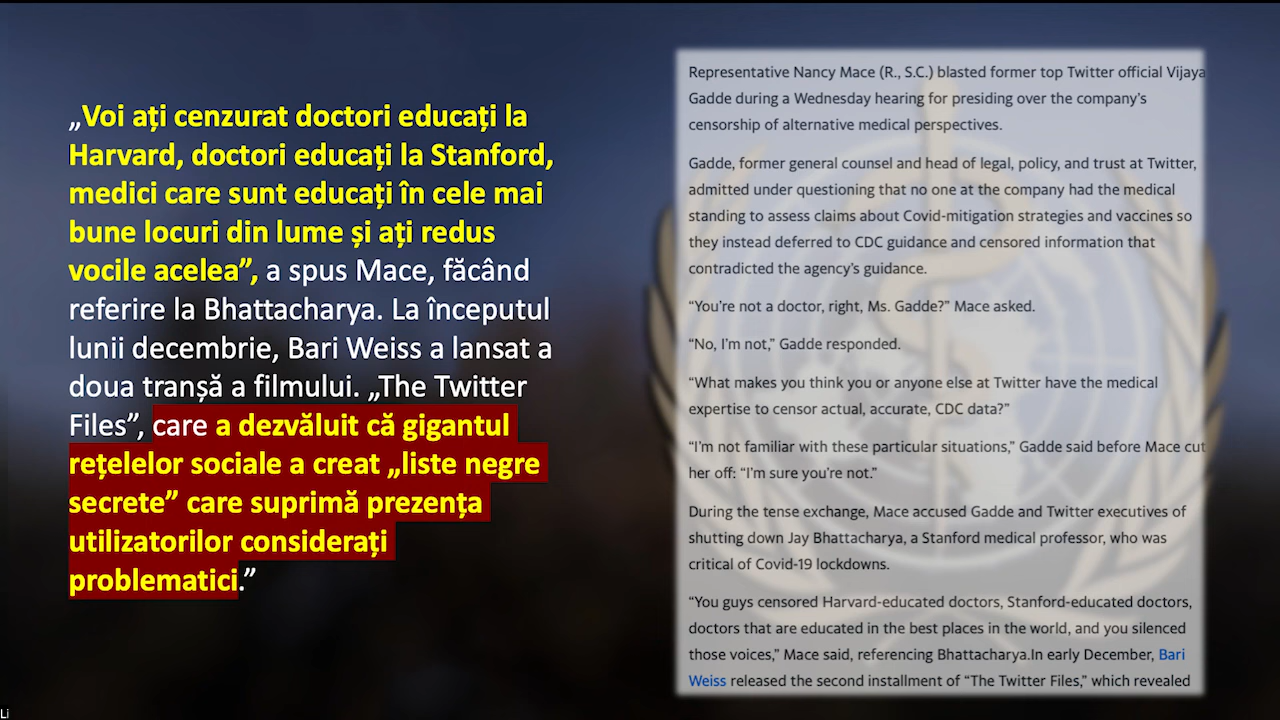 „Voi ați cenzurat doctori educați la
Harvard, doctori educați la Stanford,
medici care sunt educați în cele mai
bune locuri din lume și ați redus
vocile acelea”, a spus Mace, făcând
referire la Bhattacharya. La începutul
lunii decembrie, Bari Weiss a lansat a
doua tranșă a filmului. „The Twitter
Files”, care a dezvăluit că gigantul
rețelelor sociale a creat „liste negre
secrete” care suprimă prezența
utilizatorilor considerați
problematici.”
Representative Nancy Mace (R., S.C.) blasted former top Twitter official Vijaya
Gadde during a Wednesday hearing for presiding over the company’s
censorship of alternative medical perspectives.
Gadde, former general counsel and head of legal, policy, and trust at Twitter,
admitted under questioning that no one at the company had the medical
standing to assess claims about Covid-mitigation strategies and vaccines so
they instead deferred to CDC guidance and censored information that
contradicted the agency’s guidance.
“You’re not a doctor, right, Ms. Gadde?” Mace asked.
“No, I’m not,” Gadde responded.
“What makes you think you or anyone else at Twitter have the medical
expertise to censor actual, accurate, CDC data?”
“I’m not familiar with these particular situations,” Gadde said before Mace cut
her off: “I’m sure you’re not.”
During the tense exchange, Mace accused Gadde and Twitter executives of
shutting down Jay Bhattacharya, a Stanford medical professor, who was
critical of Covid-19 lockdowns.
“You guys censored Harvard-educated doctors, Stanford-educated doctors,
doctors that are educated in the best places in the world, and you silenced
those voices,” Mace said, referencing Bhattacharya.In early December, Bari
Weiss released the second installment of “The Twitter Files,” which revealed
Li